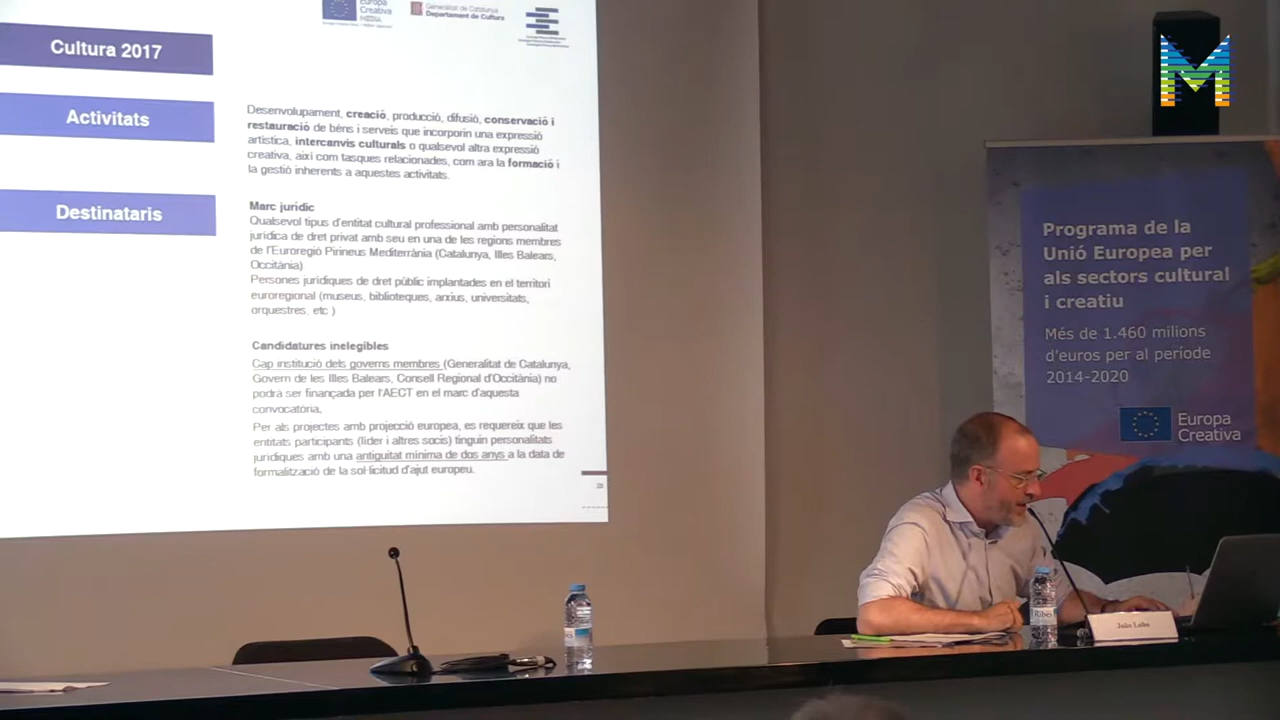 Europa
Creativa
MEDIA
Generalitat de Catalunya
Departament de Cultura
Cultura 2017
Activitats
Destinataris
Desenvolupament, creació, producció, difusió, conservació i
restauració de béns i serveis que incorporin una expressió
artística, intercanvis culturals o qualsevol altra expressió
creativa, així com tasques relacionades, com ara la formació i
la gestió inherents a aquestes activitats.
Marc jurídic
Qualsevol tipus d'entitat cultural professional amb personalitat
jurídica de dret privat amb seu en una de les regions membres
de l'Euroregió Pirineus Mediterrània (Catalunya, Illes Balears,
Occitània)
Persones jurídiques de dret públic implantades en el territori
euroregional (museus, biblioteques, arxius, universitats,
orquestres, etc )
Candidatures inelegibles
Cap institució dels governs membres (Generalitat de Catalunya,
Govern de les Illes Balears, Consell Regional d'Occitània) no
podrà ser finançada per l'AECT en el marc d'aquesta
convocatòria.
Per als projectes amb projecció europea, es requereix que les
entitats participants (líder i altres socis) tinguin personalitats
jurídiques amb una antiguitat mínima de dos anys a la data de
formalització de la sol·licitud d'ajut europeu.
28
M
Programa de la
Unió Europea per
als sectors cultural
i creatiu
Més de 1.460 milions
d'euros per al període
2014-2020
Europa
Creativa
Ribes
João Lobo